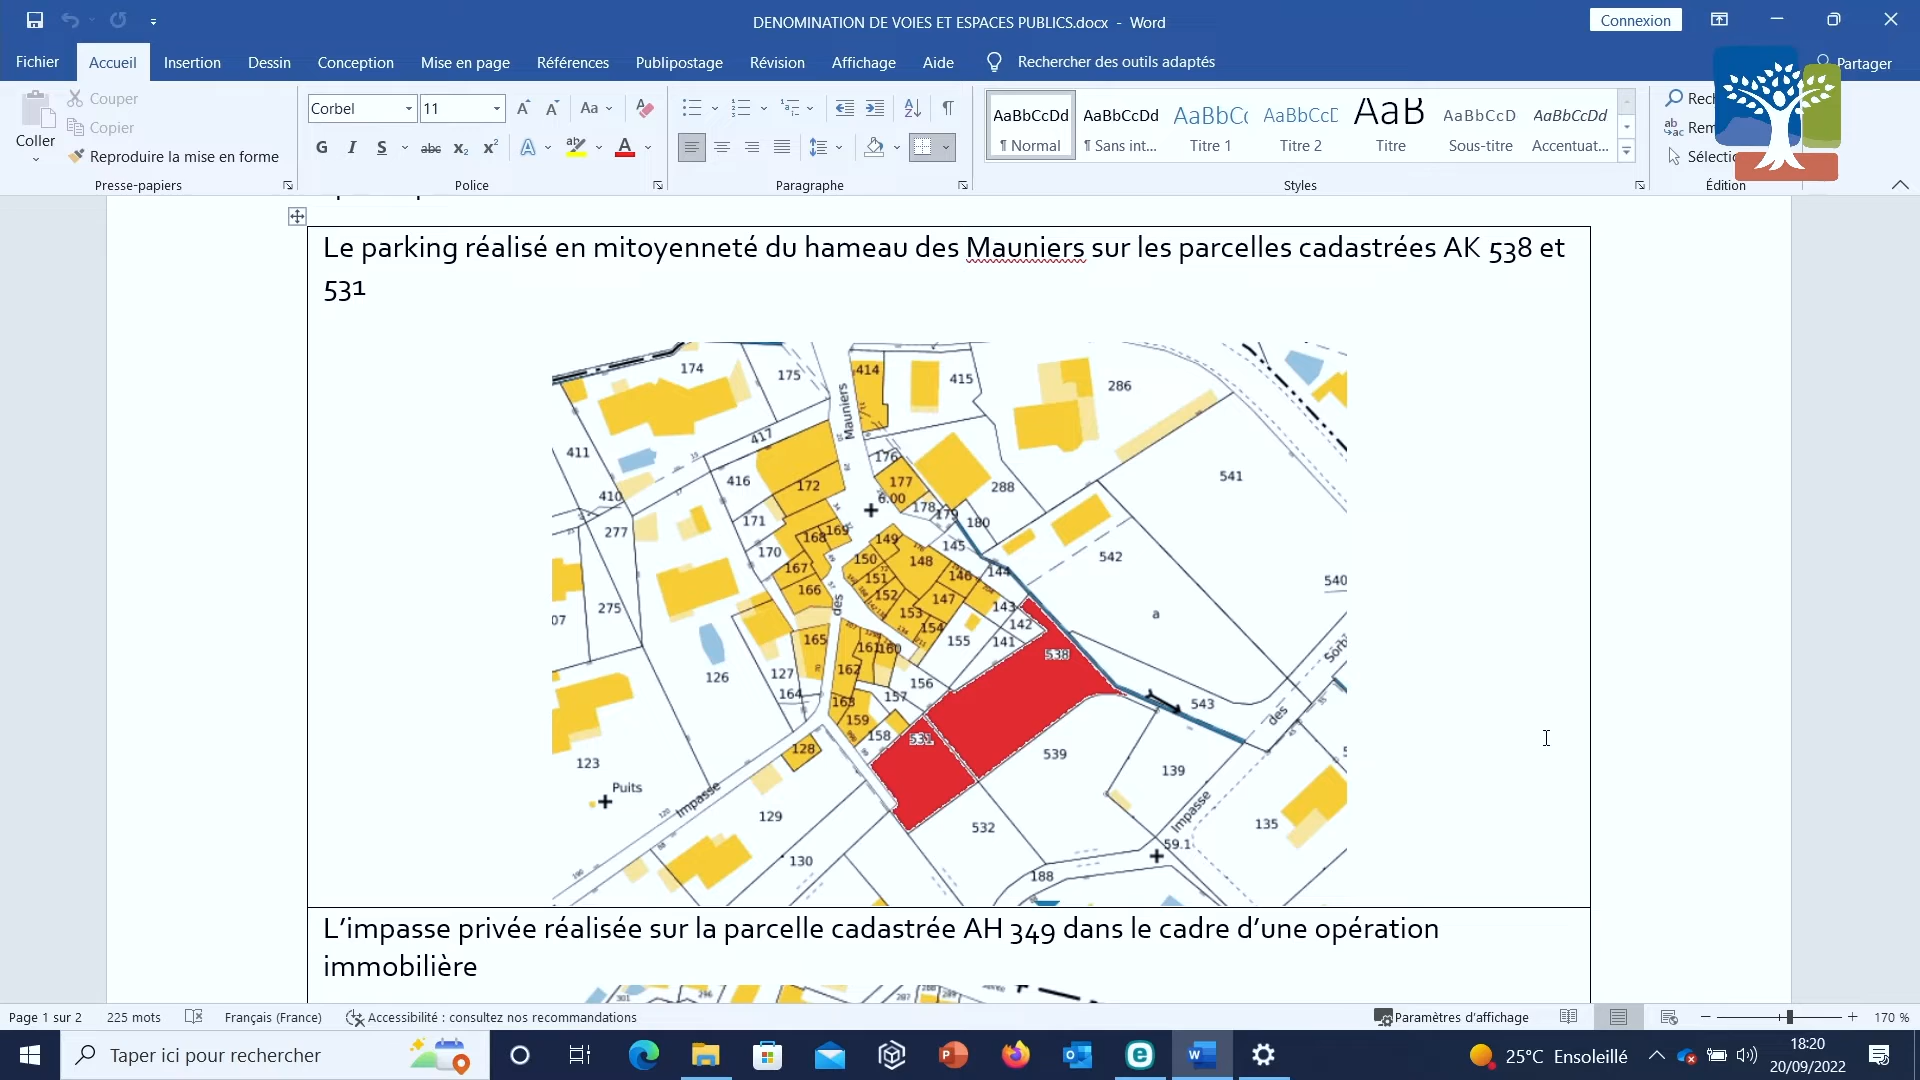 DENOMINATION DE VOIES ET ESPACES PUBLICS.docx - Word
Connexion
Fichier Accueil Insertion Dessin Conception Mise en page Références Publipostage Révision Affichage Aide Rechercher des outils adaptés Partager
Coller
Couper
Copier
Reproduire la mise en forme
Presse-papiers
Corbel 11
Police
Paragraphe
AaBbCcDd AaBbCcDd AaBbC AaBbCcD AaB AaBbCcD AaBbCcDd
¶ Normal ¶ Sans int... Titre 1 Titre 2 Titre Sous-titre Accentuat...
Styles
Édition
Le parking réalisé en mitoyenneté du hameau des Mauniers sur les parcelles cadastrées AK 538 et
531
174 175 414 415 286
Mauniers
411 417
410 416 172 176 177 288 541
6.00
277 171 178 179 180
168 169 149 145 542
170 150 148
167 151 146 144 540
275 166 des 152 147 143
153 142 a
165 154 155 141
161 160 538
126 127 162 156
164 163 157 543
159 des
128 158 531 539
123 139
Puits Impasse
129 532 Impasse 135
59.1
130 188
L’impasse privée réalisée sur la parcelle cadastrée AH 349 dans le cadre d’une opération
immobilière
Page 1 sur 2 225 mots Français (France) Accessibilité : consultez nos recommandations Paramètres d’affichage 170 %
Taper ici pour rechercher
25°C Ensoleillé
18:20
20/09/2022